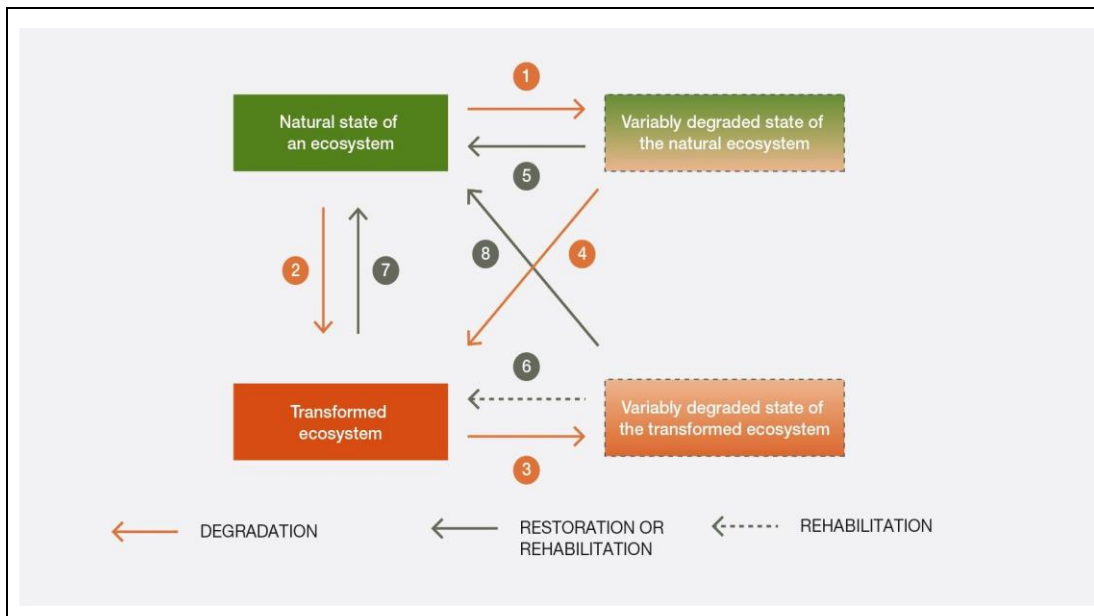 1
Natural state of
an ecosystem
Variably degraded state of
the natural ecosystem
5
2
7
8
4
6
Transformed
ecosystem
Variably degraded state of
the transformed ecosystem
3
DEGRADATION
RESTORATION OR
REHABILITATION
REHABILITATION